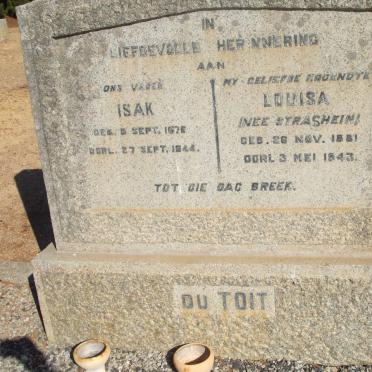 IN
LIEFDEVOLLE HERINNERING
AAN
ONS VADER
ISAK
GEB. 5 SEPT. 1878
OORL. 27 SEPT. 1944.
MY GELIEFDE EGGENOTE
LOUISA
(NEE STRASHEIM)
GEB. 26 NOV. 1881
OORL. 3 MEI 1943.
TOT DIE DAG BREEK.
DU TOIT